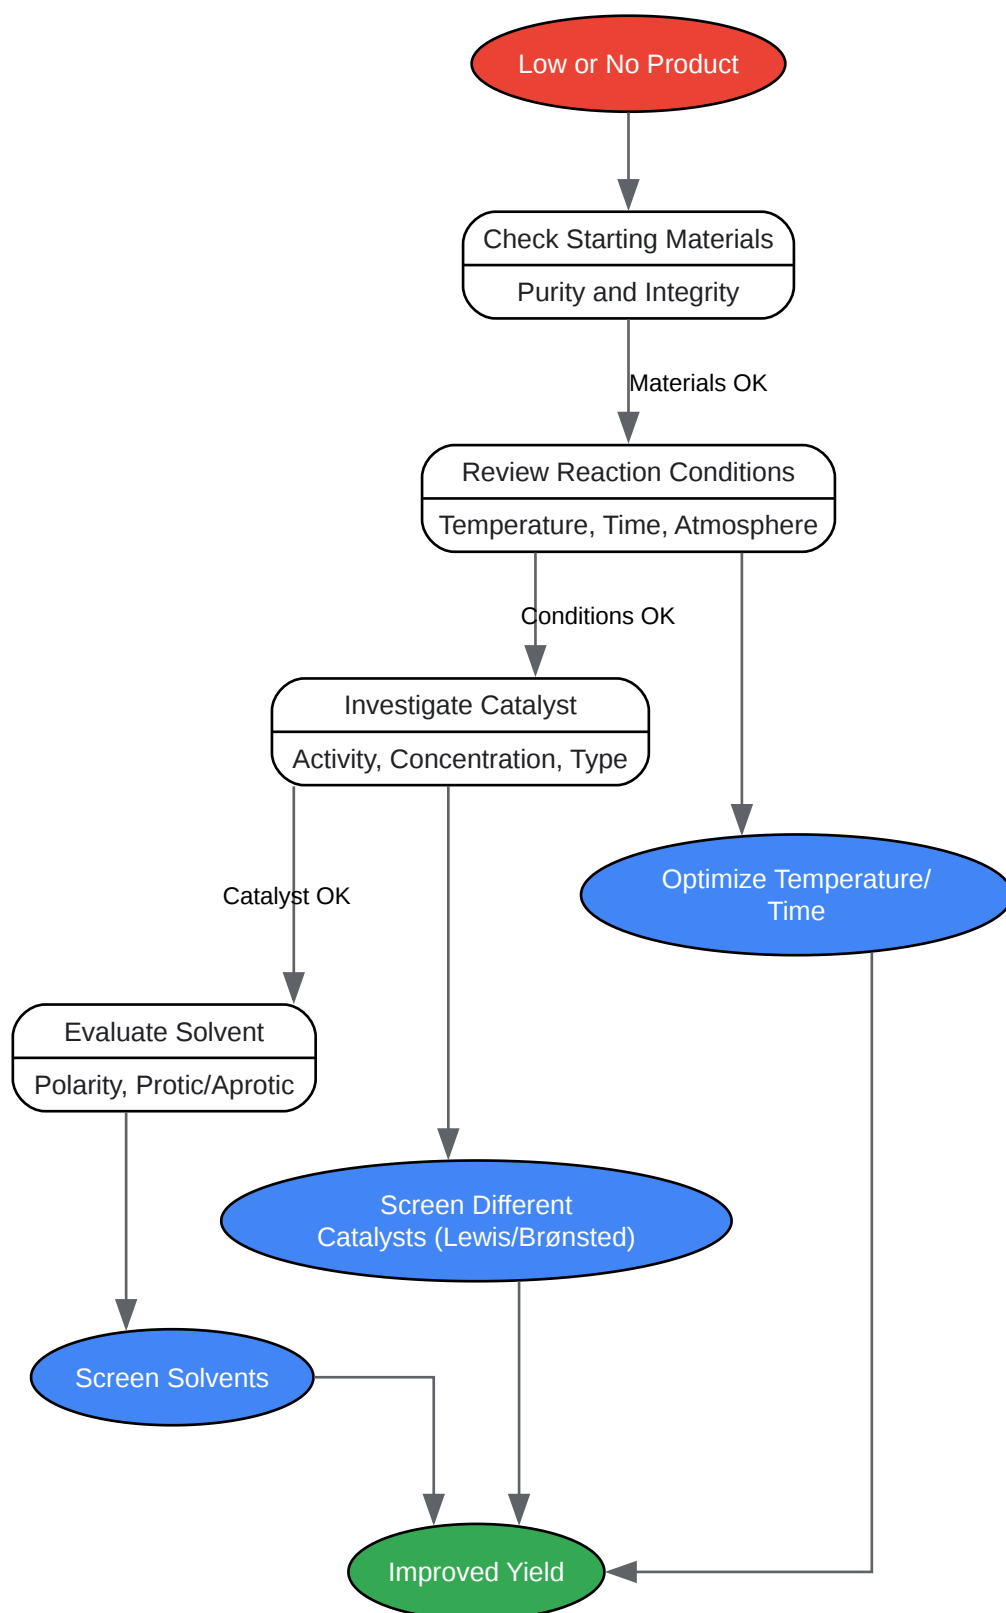 Low or No Product
Check Starting Materials
Purity and Integrity
Materials OK
Review Reaction Conditions
Temperature, Time, Atmosphere
Conditions OK
Investigate Catalyst
Activity, Concentration, Type
Optimize Temperature/
Time
Catalyst OK
Evaluate Solvent
Polarity, Protic/Aprotic
Screen Different
Catalysts (Lewis/Brønsted)
Screen Solvents
Improved Yield